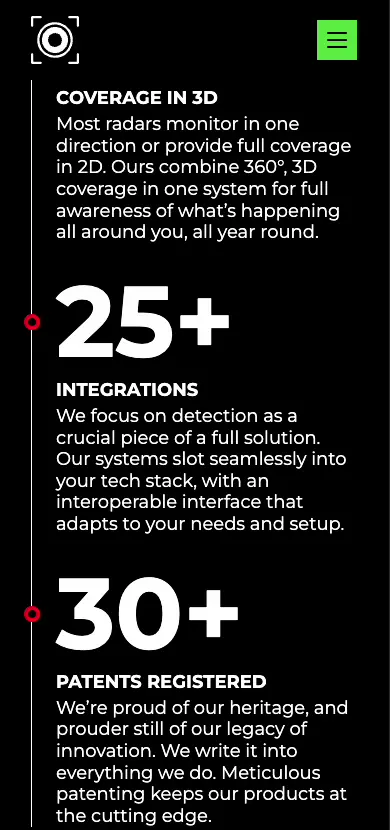 COVERAGE IN 3D
Most radars monitor in one
direction or provide full coverage
in 2D. Ours combine 360°, 3D
coverage in one system for full
awareness of what’s happening
all around you, all year round.
25+
INTEGRATIONS
We focus on detection as a
crucial piece of a full solution.
Our systems slot seamlessly into
your tech stack, with an
interoperable interface that
adapts to your needs and setup.
30+
PATENTS REGISTERED
We’re proud of our heritage, and
prouder still of our legacy of
innovation. We write it into
everything we do. Meticulous
patenting keeps our products at
the cutting edge.